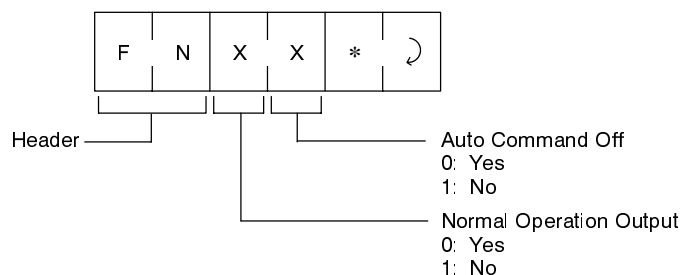 F N X X * ⤸
Header
Auto Command Off
0: Yes
1: No
Normal Operation Output
0: Yes
1: No